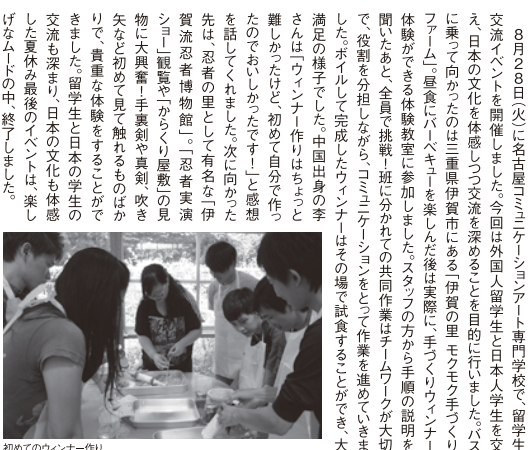 ８月２１日（火）に名古屋コミュニケーションアート専門学校で、留学生
交流イベントを開催しました。今回は外国人留学生と日本人学生を交
え、日本の文化を体感しつつ交流を深めることを目的に行いました。バス
に乗って向かったのは三重県伊賀市にある「伊賀の里 モクモク手づくり
ファーム」。昼食にバーベキューを楽しんだ後は実際に、手づくりウィンナー
体験ができる体験教室に参加しました。スタッフの方から手順の説明を
聞いたあと、全員で挑戦！班に分かれての共同作業はチームワークが大切
で、役割を分担しながら、コミュニケーションをとって作業を進めていきま
した。ボイルして完成したウィンナーはその場で試食することができ、大
満足の様子でした。中国出身の李
さんは「ウィンナー作りはちょっと
難しかったけど、初めて自分で作っ
たのでおいしかったです！」と感想
を話してくれました。次に向かった
先は、忍者の里として有名な「伊
賀流忍者博物館」。「忍者実演
ショー」観覧や「からくり屋敷」の見
物に大興奮！手裏剣や真剣、吹き
矢など初めて見て触れるものばか
りで、貴重な体験をすることがで
きました。留学生と日本の学生の
交流も深まり、日本の文化も体感
した夏休み最後のイベントは、楽し
げなムードの中、終了しました。
初めてのウィンナー作り